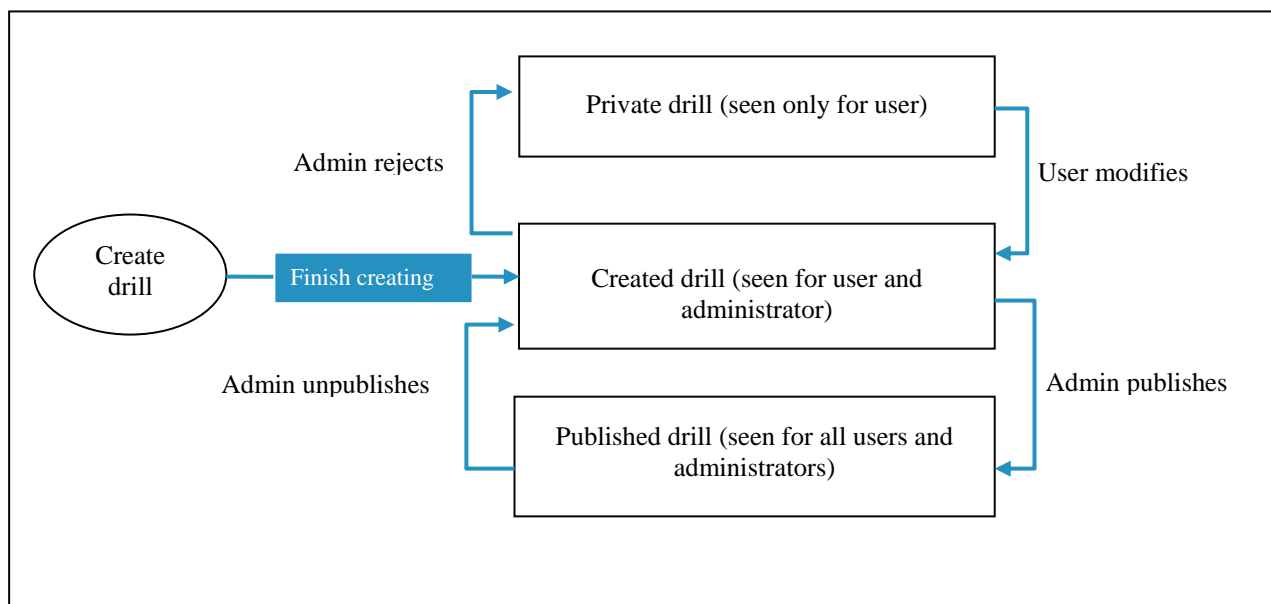 Private drill (seen only for user)
Admin rejects
User modifies
Create
drill
Finish creating
Created drill (seen for user and
administrator)
Admin unpublishes
Admin publishes
Published drill (seen for all users and
administrators)